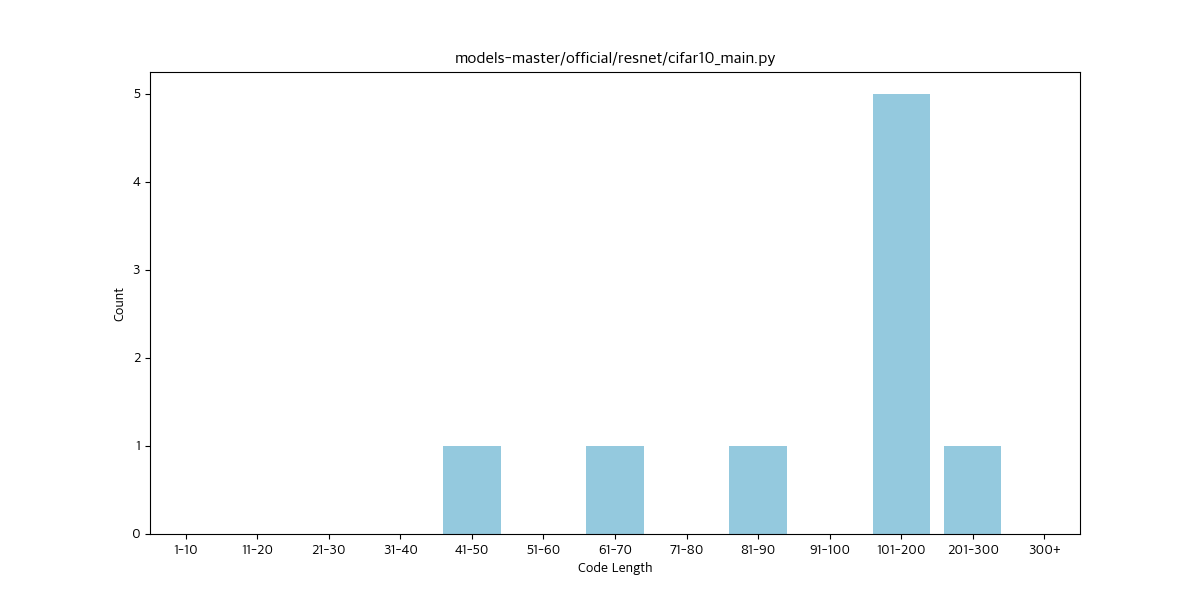 models-master/official/resnet/cifar10_main.py
Count
5
4
3
2
1
0
1-10 11-20 21-30 31-40 41-50 51-60 61-70 71-80 81-90 91-100 101-200 201-300 300+
Code Length